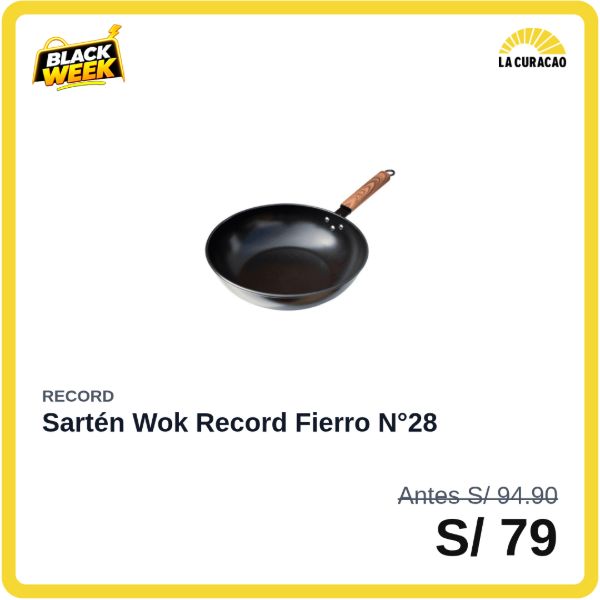 BLACK
WEEK
LA CURACAO
RECORD
Sartén Wok Record Fierro N°28
Antes S/ 94.90
S/ 79